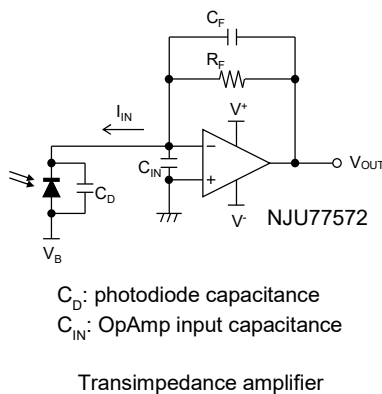 C_F
R_F
I_IN
V⁺
C_IN
−
+
V_OUT
C_D
V⁻
NJU77572
V_B
C_D: photodiode capacitance
C_IN: OpAmp input capacitance
Transimpedance amplifier